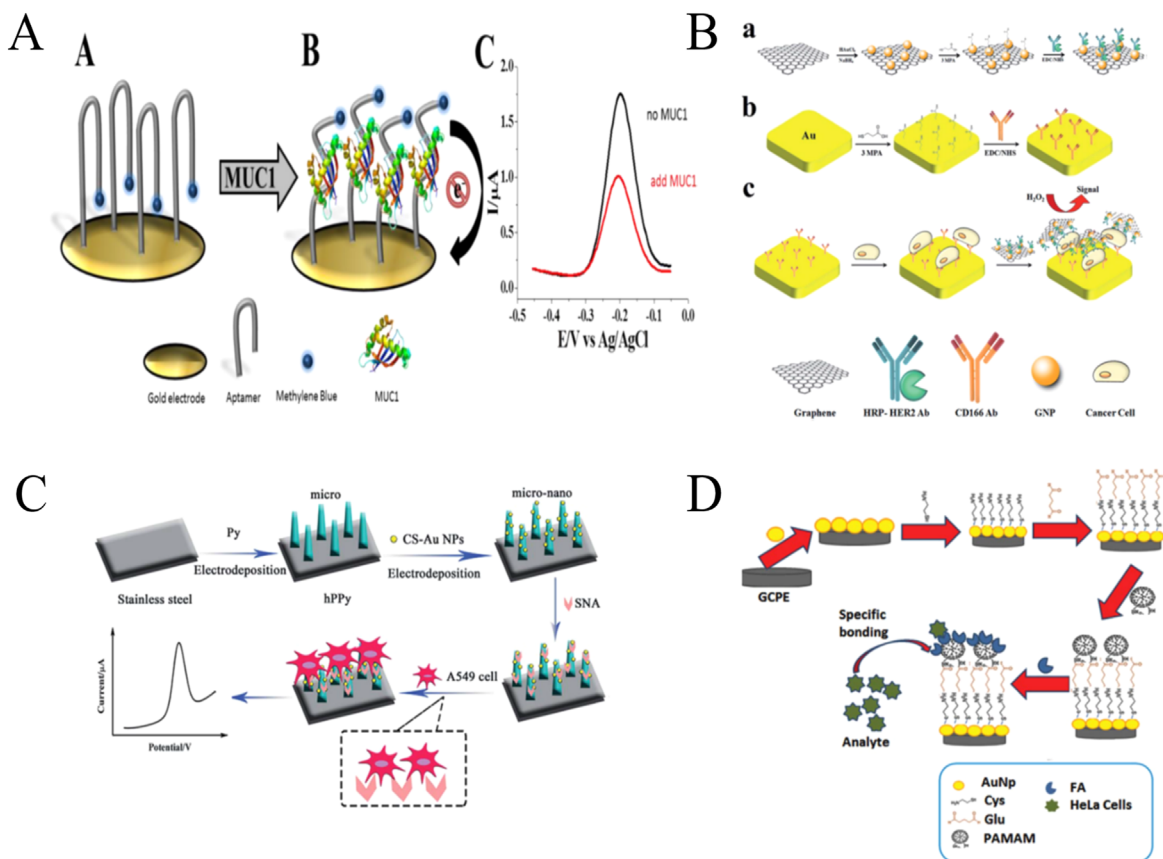 A
A
B
MUC1
e⁻
Gold electrode
Aptamer
Methylene Blue
MUC1
C
I/μA
2.0
1.5
1.0
0.5
0.0
no MUC1
add MUC1
-0.5 -0.4 -0.3 -0.2 -0.1 0.0
E/V vs Ag/AgCl
B
a
HAuCl₄
NaBH₄
3 MPA
EDC/NHS
b
Au
3 MPA
EDC/NHS
c
H₂O₂
Signal
Graphene
HRP- HER2 Ab
CD166 Ab
GNP
Cancer Cell
C
Stainless steel
Py
Electrodeposition
micro
hPPy
CS-Au NPs
Electrodeposition
micro-nano
SNA
A549 cell
Current/μA
Potential/V
D
GCPE
Specific
bonding
Analyte
AuNp
Cys
Glu
PAMAM
FA
HeLa Cells